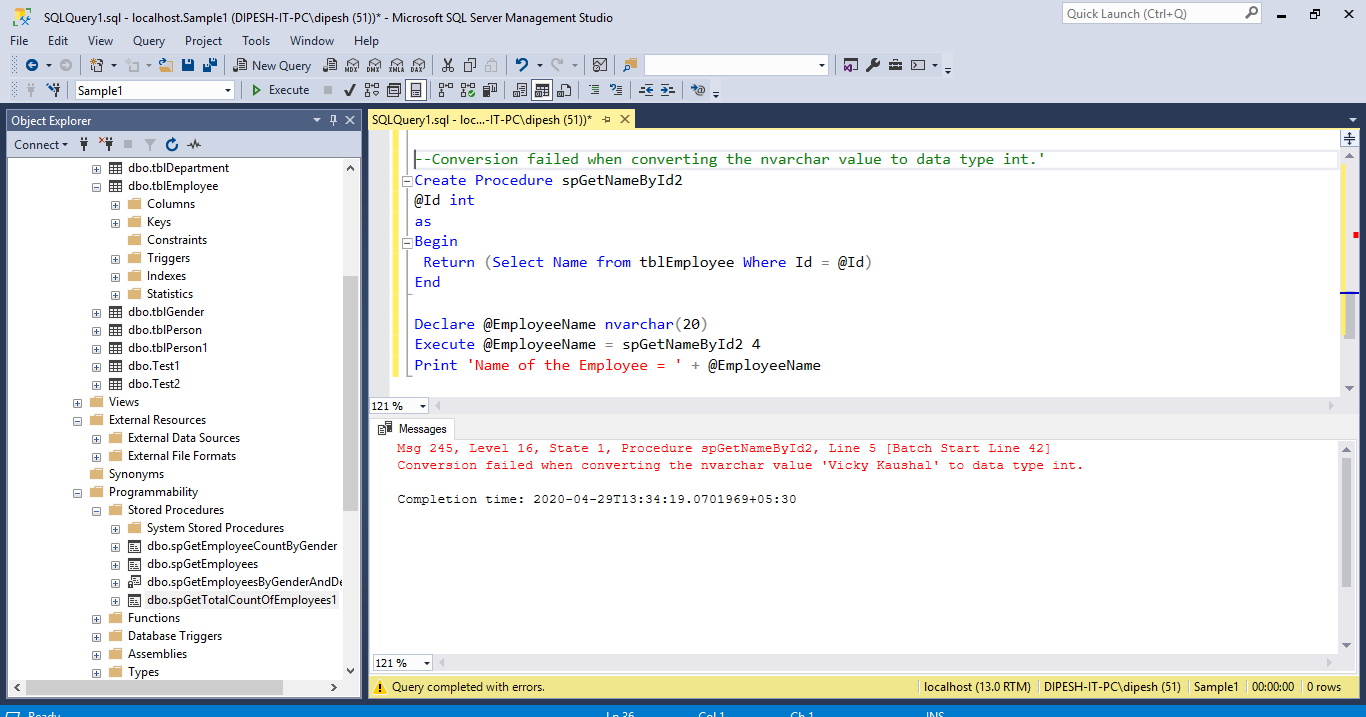 SQLQuery1.sql - localhost.Sample1 (DIPESH-IT-PC\dipesh (51))* - Microsoft SQL Server Management Studio
Quick Launch (Ctrl+Q)
File Edit View Query Project Tools Window Help
New Query MDX DMX XMLA DAX
Sample1 Execute
Object Explorer
Connect
dbo.tblDepartment
dbo.tblEmployee
Columns
Keys
Constraints
Triggers
Indexes
Statistics
dbo.tblGender
dbo.tblPerson
dbo.tblPerson1
dbo.Test1
dbo.Test2
Views
External Resources
External Data Sources
External File Formats
Synonyms
Programmability
Stored Procedures
System Stored Procedures
dbo.spGetEmployeeCountByGender
dbo.spGetEmployees
dbo.spGetEmployeesByGenderAndDe
dbo.spGetTotalCountOfEmployees1
Functions
Database Triggers
Assemblies
Types
SQLQuery1.sql - loc...-IT-PC\dipesh (51))*
--Conversion failed when converting the nvarchar value to data type int.'
Create Procedure spGetNameById2
@Id int
as
Begin
Return (Select Name from tblEmployee Where Id = @Id)
End
Declare @EmployeeName nvarchar(20)
Execute @EmployeeName = spGetNameById2 4
Print 'Name of the Employee = ' + @EmployeeName
121 %
Messages
Msg 245, Level 16, State 1, Procedure spGetNameById2, Line 5 [Batch Start Line 42]
Conversion failed when converting the nvarchar value 'Vicky Kaushal' to data type int.
Completion time: 2020-04-29T13:34:19.0701969+05:30
121 %
Query completed with errors. localhost (13.0 RTM) DIPESH-IT-PC\dipesh (51) Sample1 00:00:00 0 rows
Ready Ln 36 Col 1 Ch 1 INS